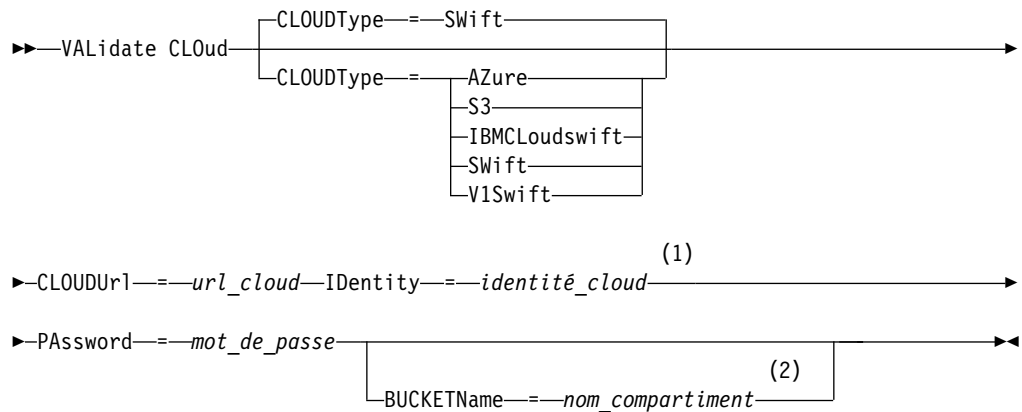 CLOUDType = SWift
VALidate CLOud
CLOUDType = AZure
S3
IBMCLoudswift
SWift
V1Swift
(1)
CLOUDUrl = url_cloud IDentity = identité_cloud
PAssword = mot_de_passe
(2)
BUCKETName = nom_compartiment